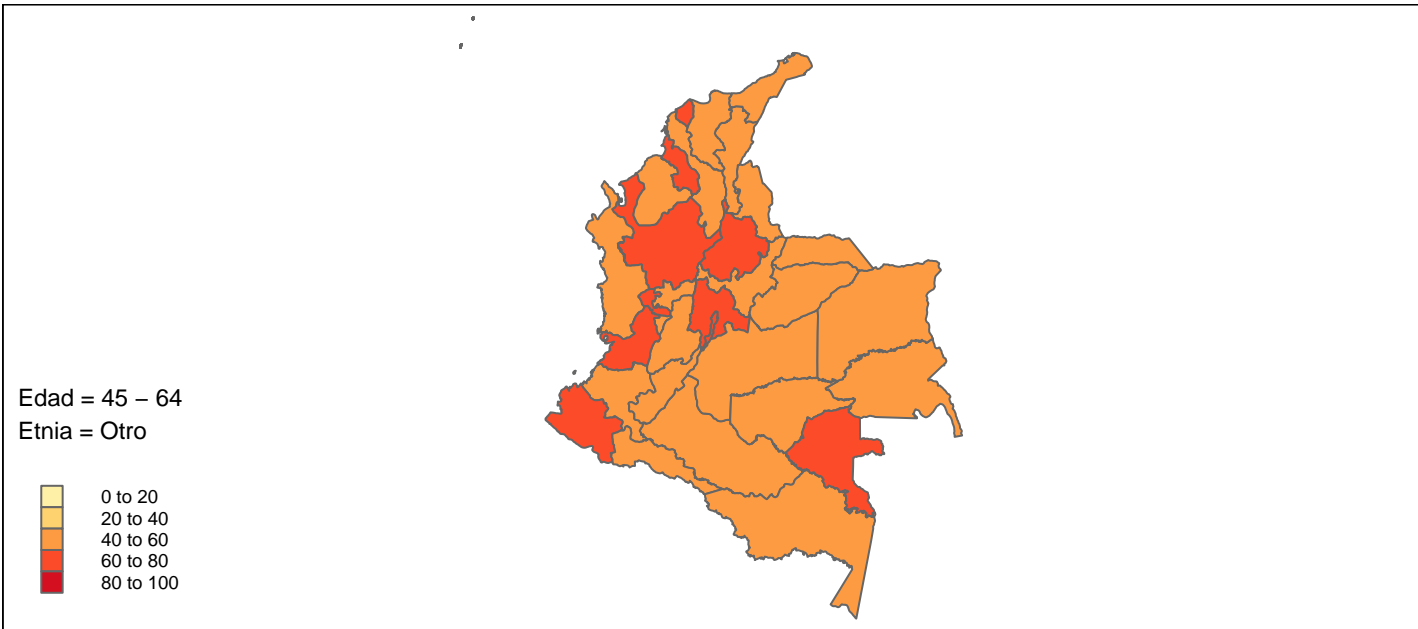 Edad = 45 – 64
Etnia = Otro
0 to 20
20 to 40
40 to 60
60 to 80
80 to 100